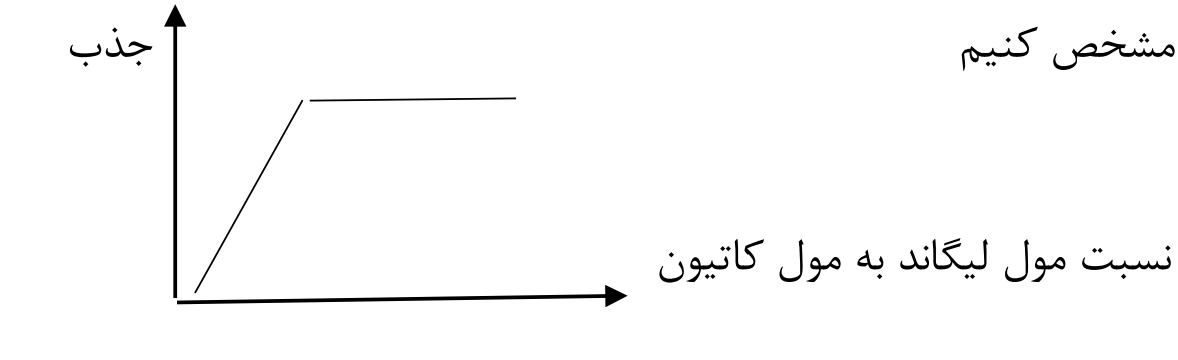 مشخص کنیم
جذب
نسبت مول لیگاند به مول کاتیون